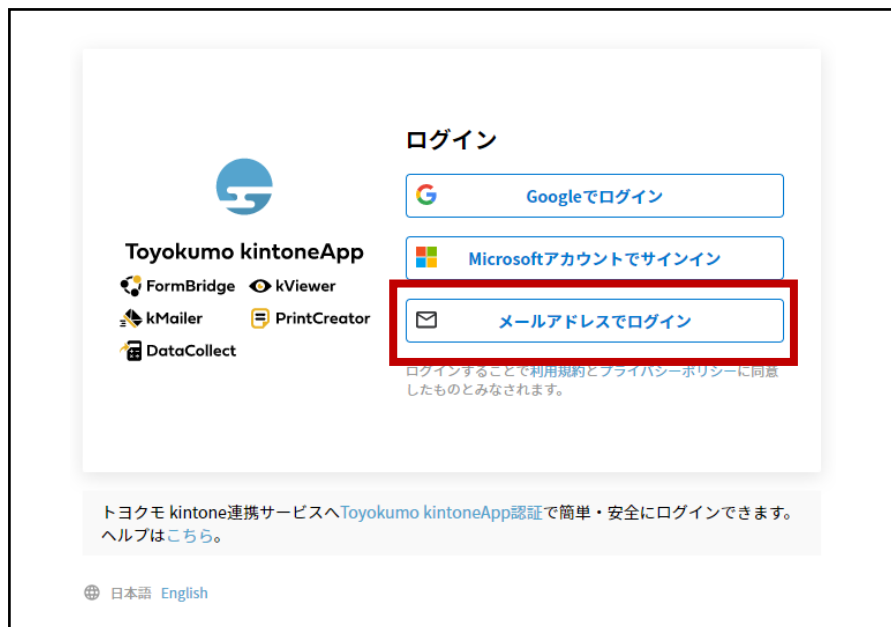 ログイン
Googleでログイン
Microsoftアカウントでサインイン
メールアドレスでログイン
ログインすることで利用規約とプライバシーポリシーに同意
したものとみなされます。
Toyokumo kintoneApp
FormBridge kViewer
kMailer PrintCreator
DataCollect
トヨクモ kintone連携サービスへToyokumo kintoneApp認証で簡単・安全にログインできます。
ヘルプはこちら。
日本語 English